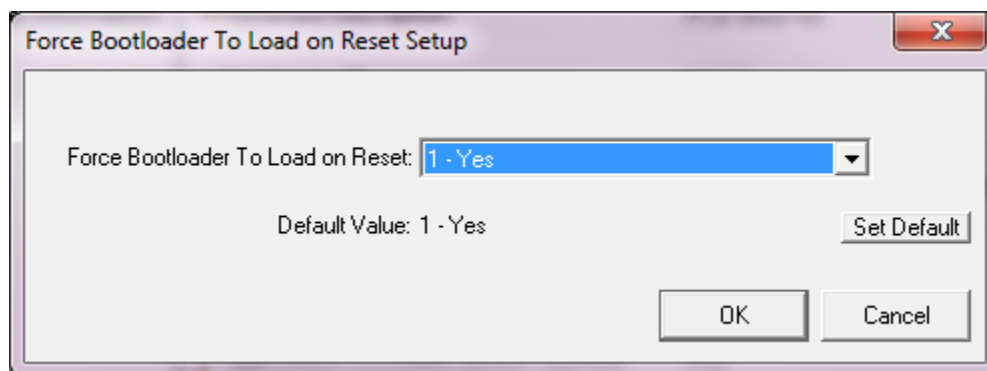 Force Bootloader To Load on Reset Setup
Force Bootloader To Load on Reset: 1 - Yes
Default Value: 1 - Yes Set Default
OK Cancel